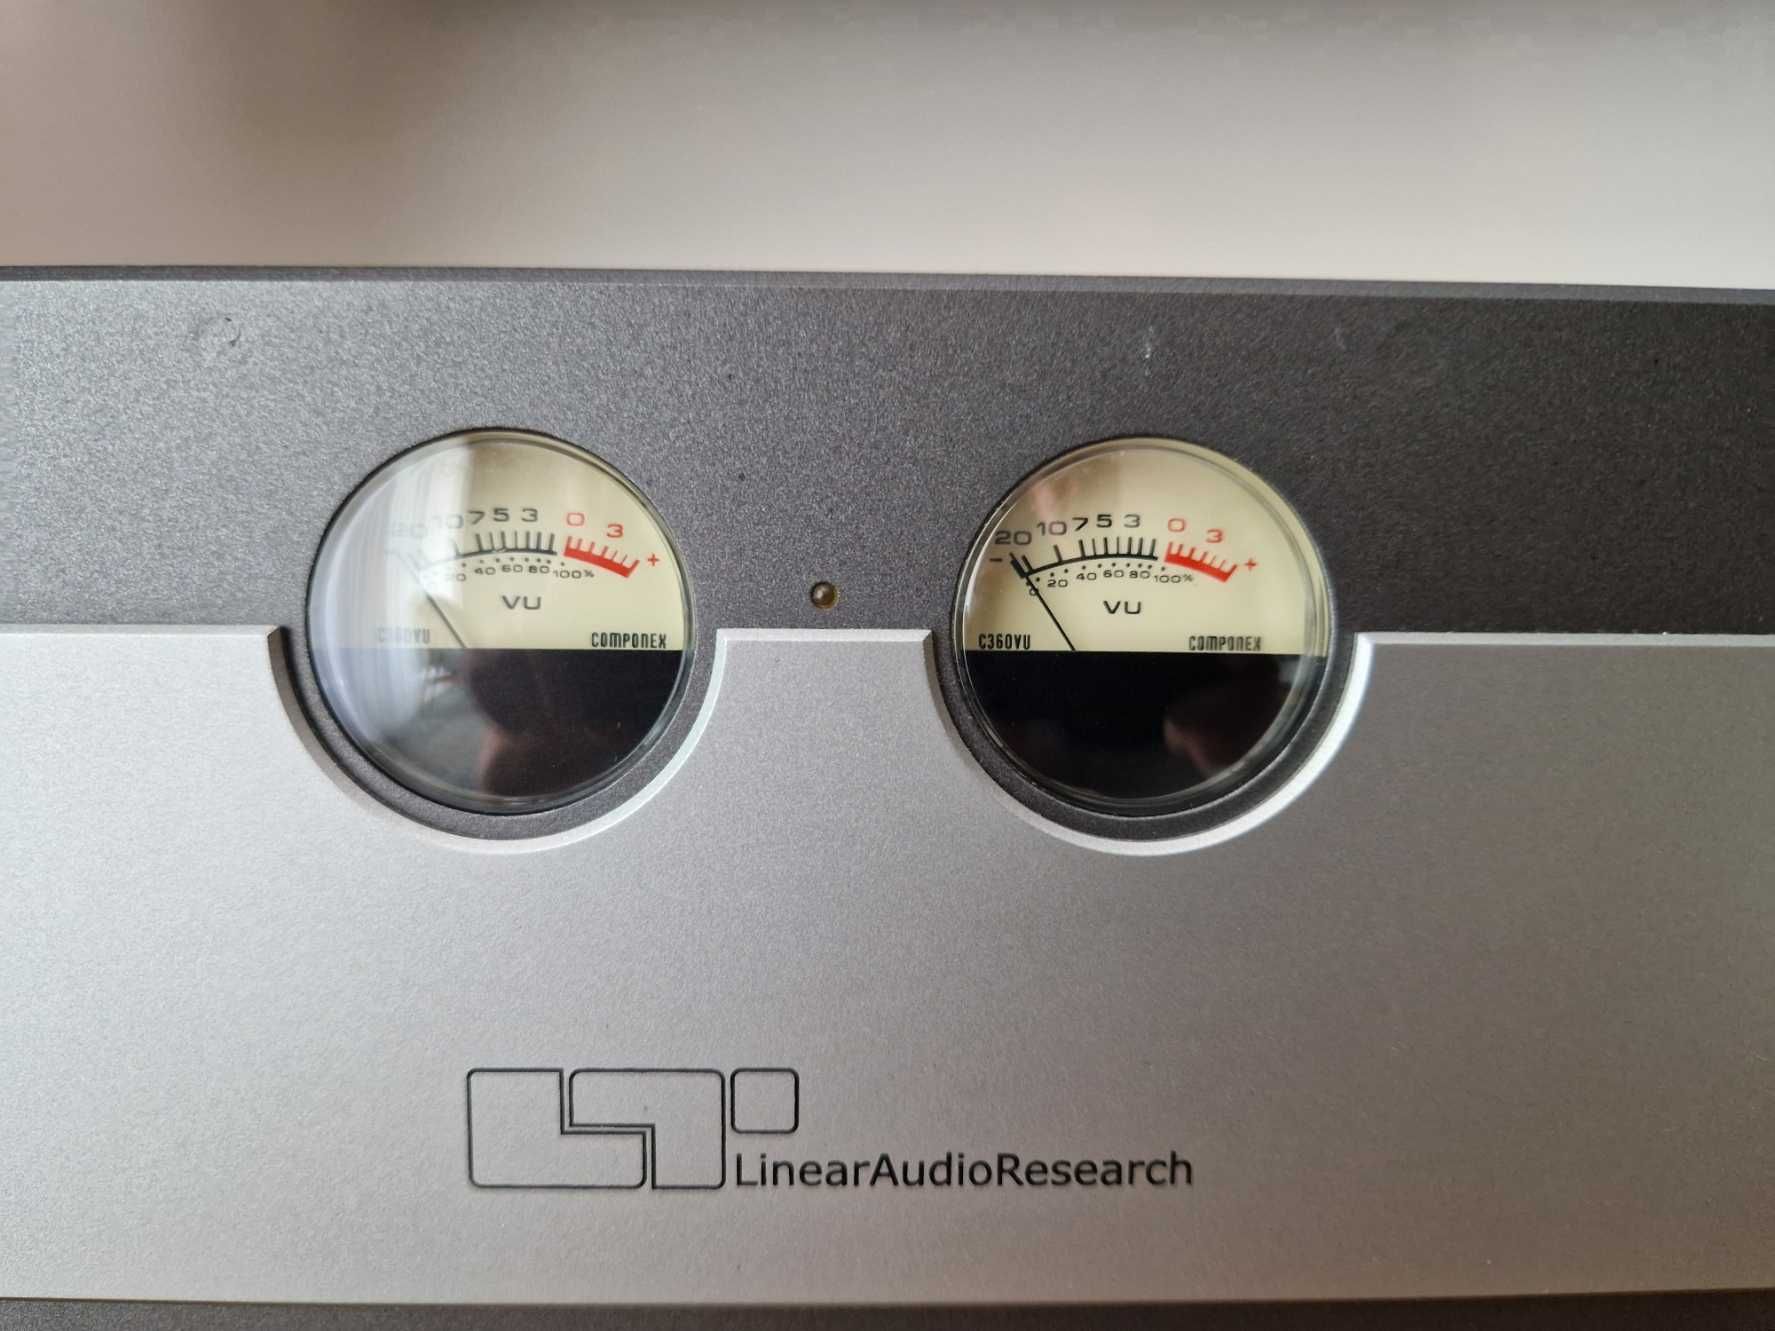 20 10 7 5 3 0 3
- +
20 40 60 80 100%
VU
C360VU COMPONEX
20 10 7 5 3 0 3
- +
0 20 40 60 80 100%
VU
C360VU COMPONEX
LinearAudioResearch